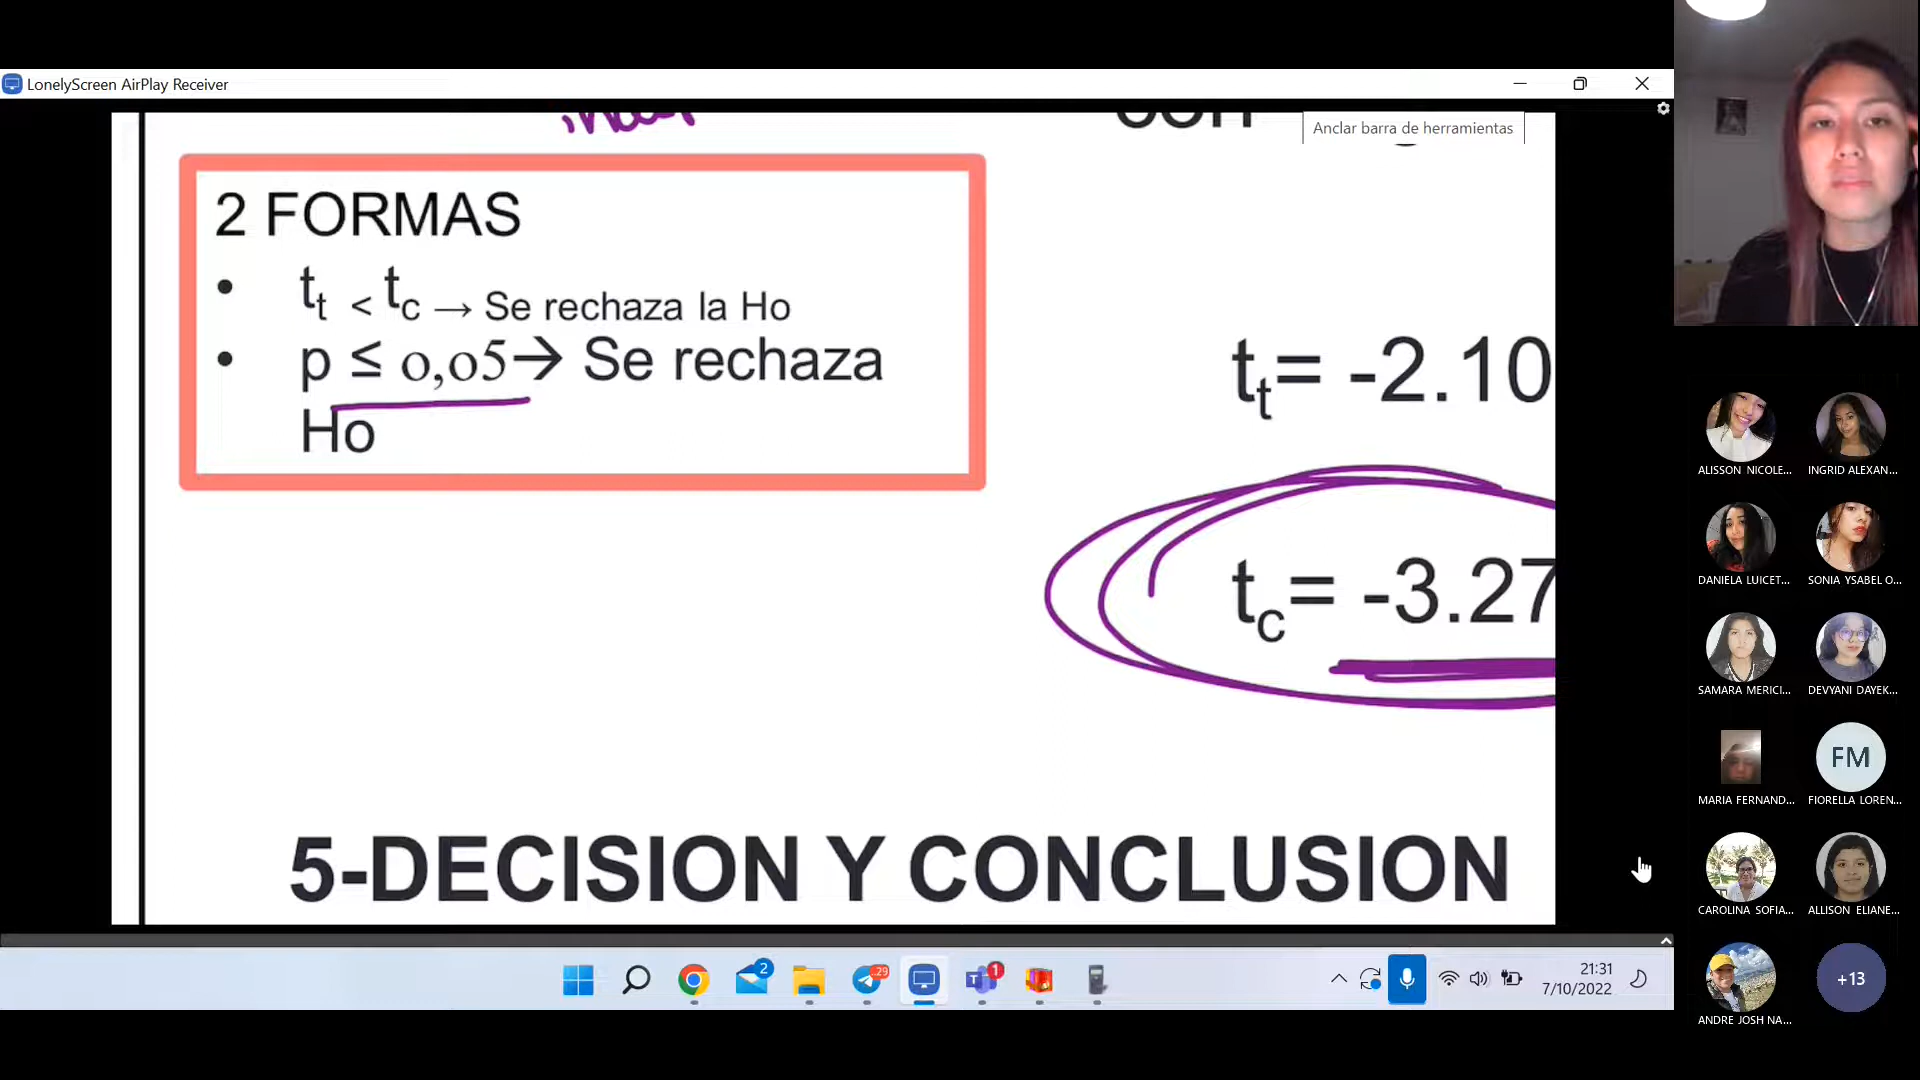 LonelyScreen AirPlay Receiver
Anclar barra de herramientas
2 FORMAS
• tt < tc → Se rechaza la Ho
• p ≤ 0,05→ Se rechaza
Ho
tt= -2.10
tc= -3.27
5-DECISION Y CONCLUSION
ALISSON NICOLE...
INGRID ALEXAN...
DANIELA LUICET...
SONIA YSABEL O...
SAMARA MERICI...
DEVYANI DAYEK...
FM
MARIA FERNAND...
FIORELLA LOREN...
CAROLINA SOFIA...
ALLISON ELIANE...
+13
ANDRE JOSH NA...
2
29
1
21:31
7/10/2022